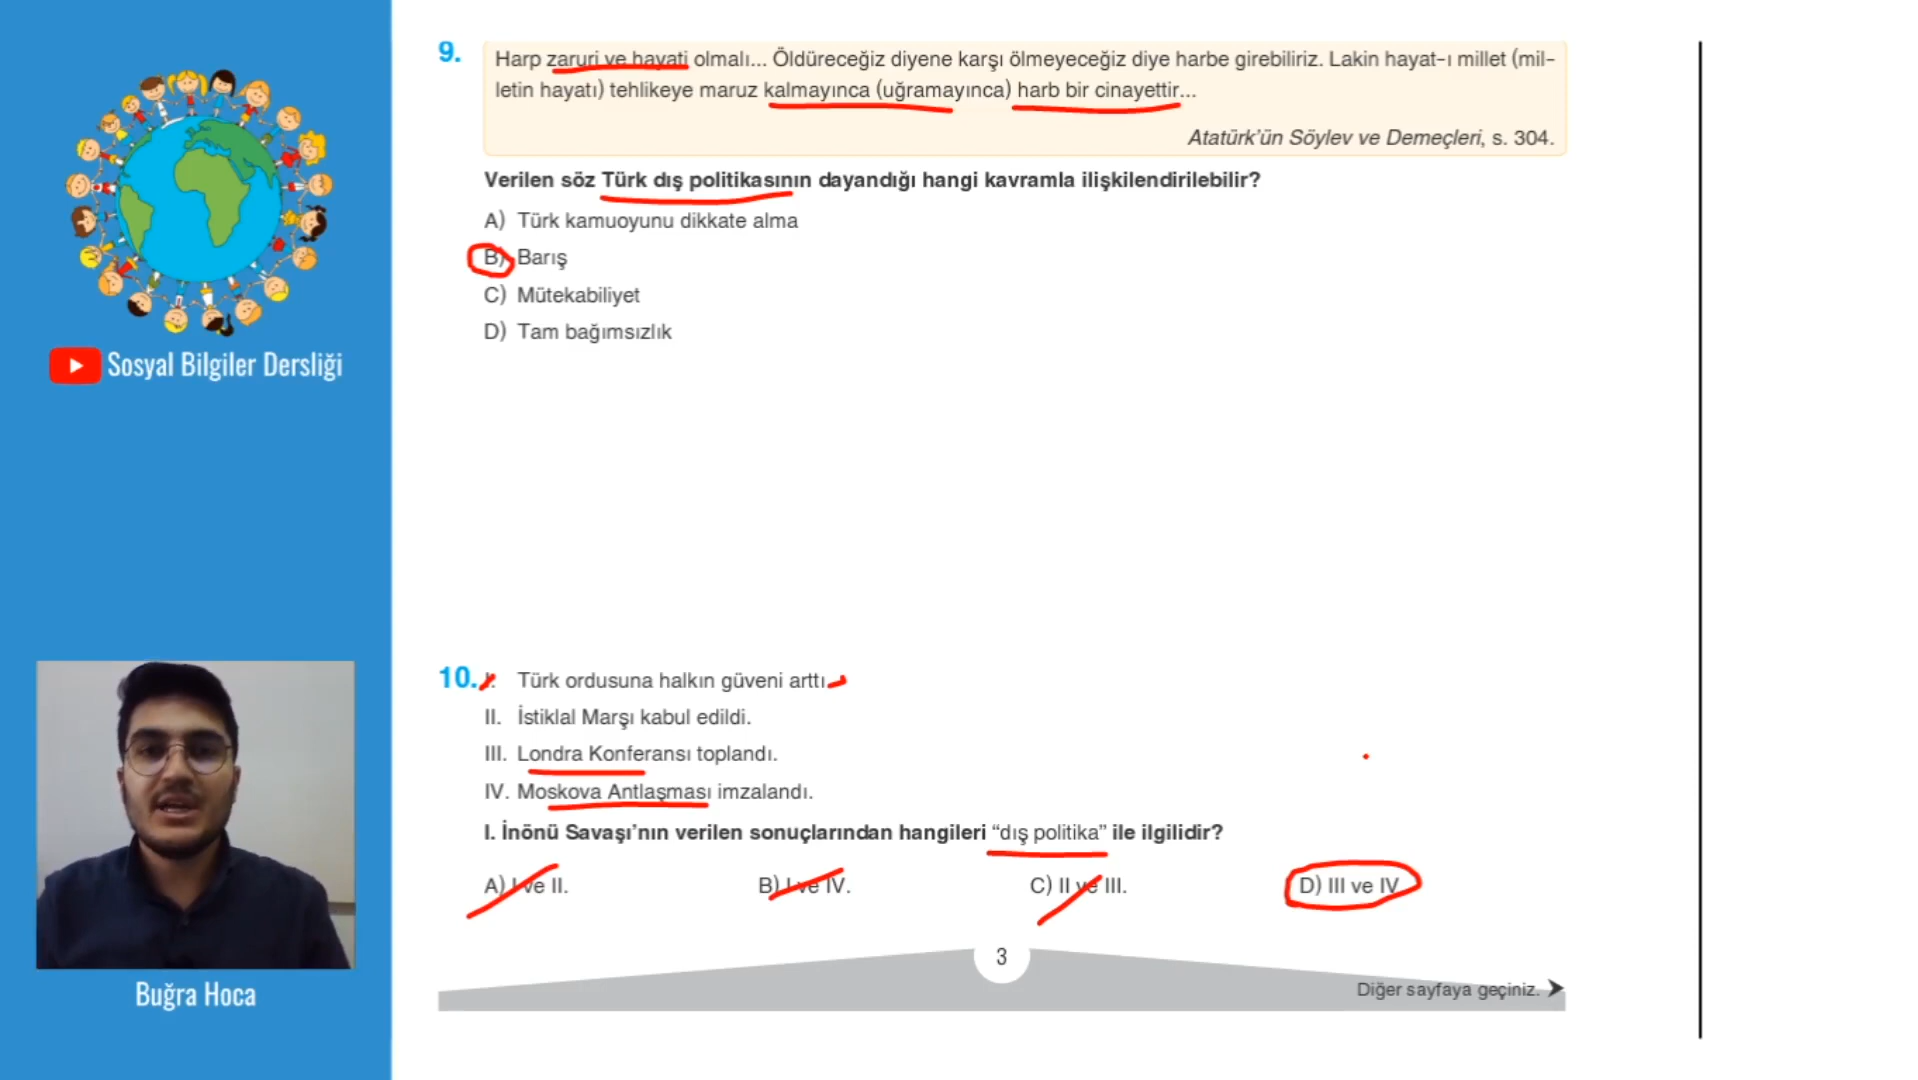 9. Harp zaruri ve hayati olmalı... Öldüreceğiz diyene karşı ölmeyeceğiz diye harbe girebiliriz. Lakin hayat-ı millet (mil-
letin hayatı) tehlikeye maruz kalmayınca (uğramayınca) harb bir cinayettir...
Atatürk'ün Söylev ve Demeçleri, s. 304.
Verilen söz Türk dış politikasının dayandığı hangi kavramla ilişkilendirilebilir?
A) Türk kamuoyunu dikkate alma
B) Barış
C) Mütekabiliyet
D) Tam bağımsızlık
Sosyal Bilgiler Dersliği
10. I. Türk ordusuna halkın güveni arttı.
II. İstiklal Marşı kabul edildi.
III. Londra Konferansı toplandı.
IV. Moskova Antlaşması imzalandı.
I. İnönü Savaşı'nın verilen sonuçlarından hangileri “dış politika” ile ilgilidir?
A) I ve II. B) I ve IV. C) II ve III. D) III ve IV.
3
Diğer sayfaya geçiniz.
Buğra Hoca